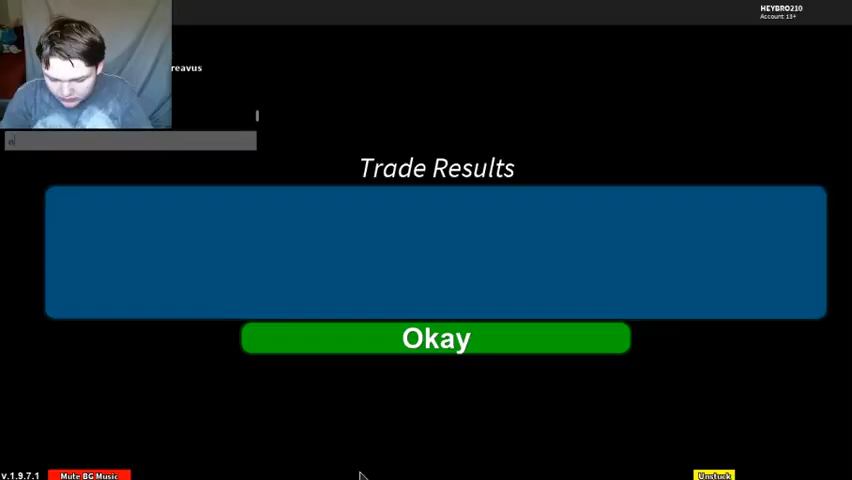 HEYBRO210
Account: 13+
reavus
a
Trade Results
Okay
v.1.9.7.1
Mute BG Music
Unstuck